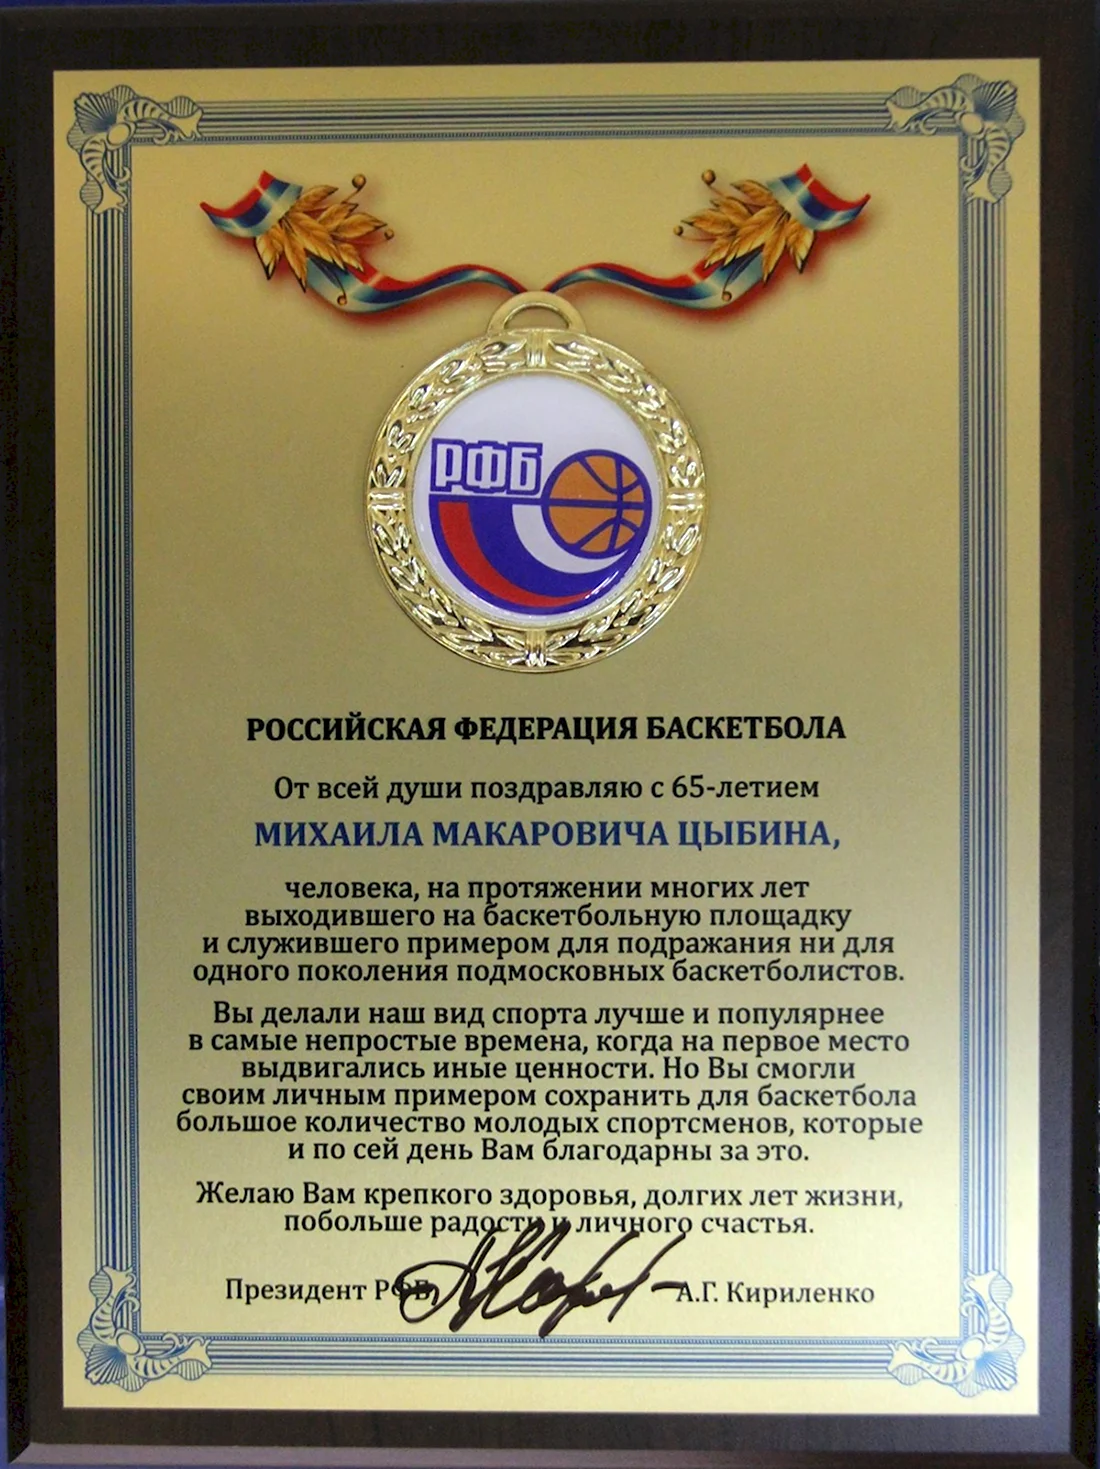 РФБ
РОССИЙСКАЯ ФЕДЕРАЦИЯ БАСКЕТБОЛА
От всей души поздравляю с 65-летием
МИХАИЛА МАКАРОВИЧА ЦЫБИНА,
человека, на протяжении многих лет
выходившего на баскетбольную площадку
и служившего примером для подражания ни для
одного поколения подмосковных баскетболистов.
Вы делали наш вид спорта лучше и популярнее
в самые непростые времена, когда на первое место
выдвигались иные ценности. Но Вы смогли
своим личным примером сохранить для баскетбола
большое количество молодых спортсменов, которые
и по сей день Вам благодарны за это.
Желаю Вам крепкого здоровья, долгих лет жизни,
побольше радости и личного счастья.
Президент РФБ, А.Г. Кириленко